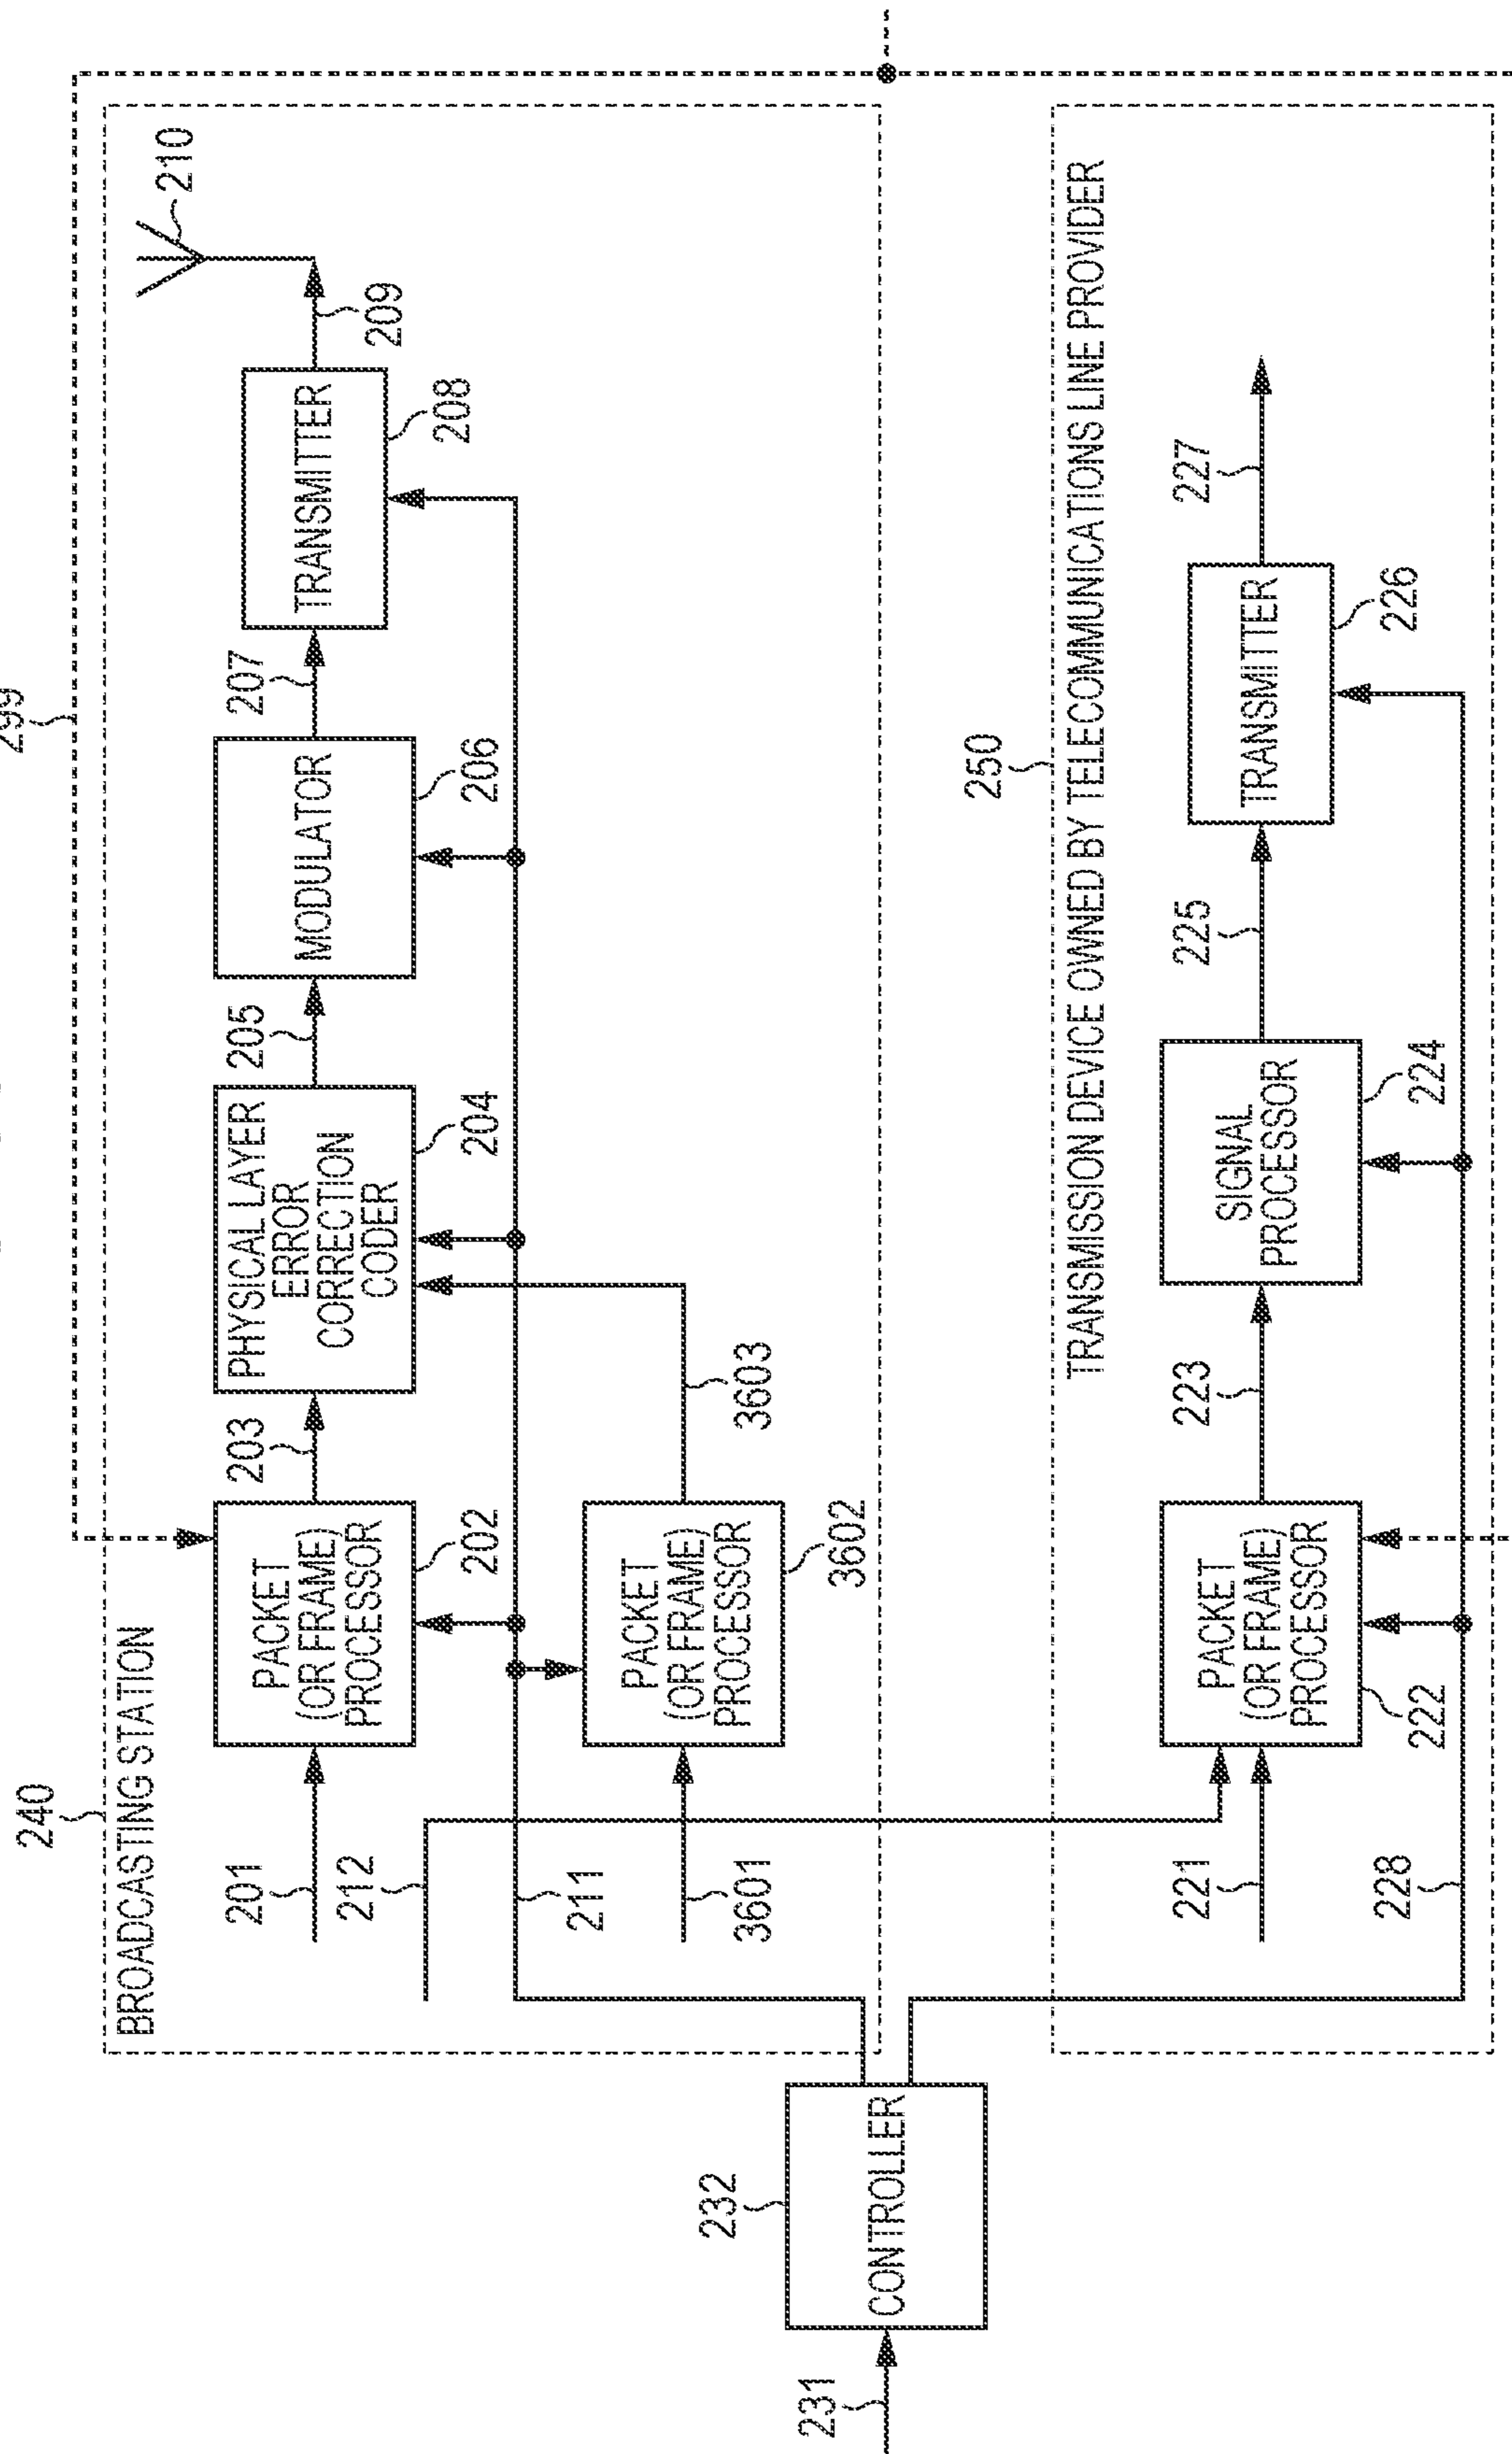 299
240
BROADCASTING STATION
201
PACKET
(OR FRAME)
PROCESSOR
202
203
PHYSICAL LAYER
ERROR
CORRECTION
CODER
204
205
MODULATOR
206
207
TRANSMITTER
208
209
210
212
211
3601
PACKET
(OR FRAME)
PROCESSOR
3602
3603
231
232
CONTROLLER
250
TRANSMISSION DEVICE OWNED BY TELECOMMUNICATIONS LINE PROVIDER
221
PACKET
(OR FRAME)
PROCESSOR
222
223
SIGNAL
PROCESSOR
224
225
TRANSMITTER
226
227
228